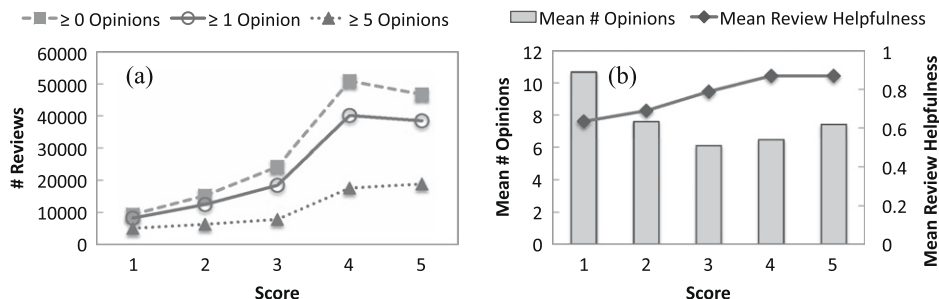 ≥ 0 Opinions ≥ 1 Opinion ≥ 5 Opinions
(a)
# Reviews
60000
50000
40000
30000
20000
10000
0
1 2 3 4 5
Score
Mean # Opinions Mean Review Helpfulness
(b)
Mean # Opinions
12
10
8
6
4
2
0
1
0.8
0.6
0.4
0.2
0
Mean Review Helpfulness
1 2 3 4 5
Score